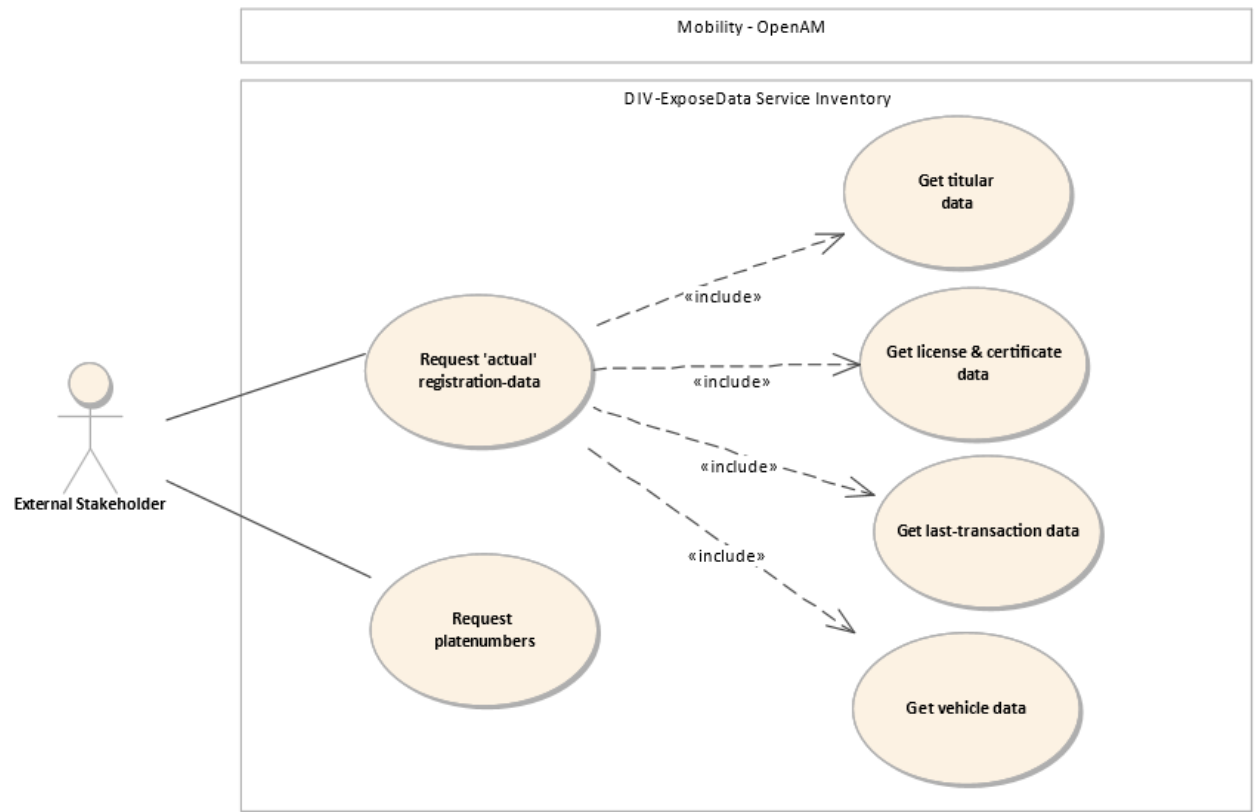 Mobility - OpenAM
DIV-ExposeData Service Inventory
Get titular
data
«include»
Request 'actual'
registration-data
Get license & certificate
data
«include»
«include»
External Stakeholder
Get last-transaction data
«include»
Request
platenumbers
Get vehicle data